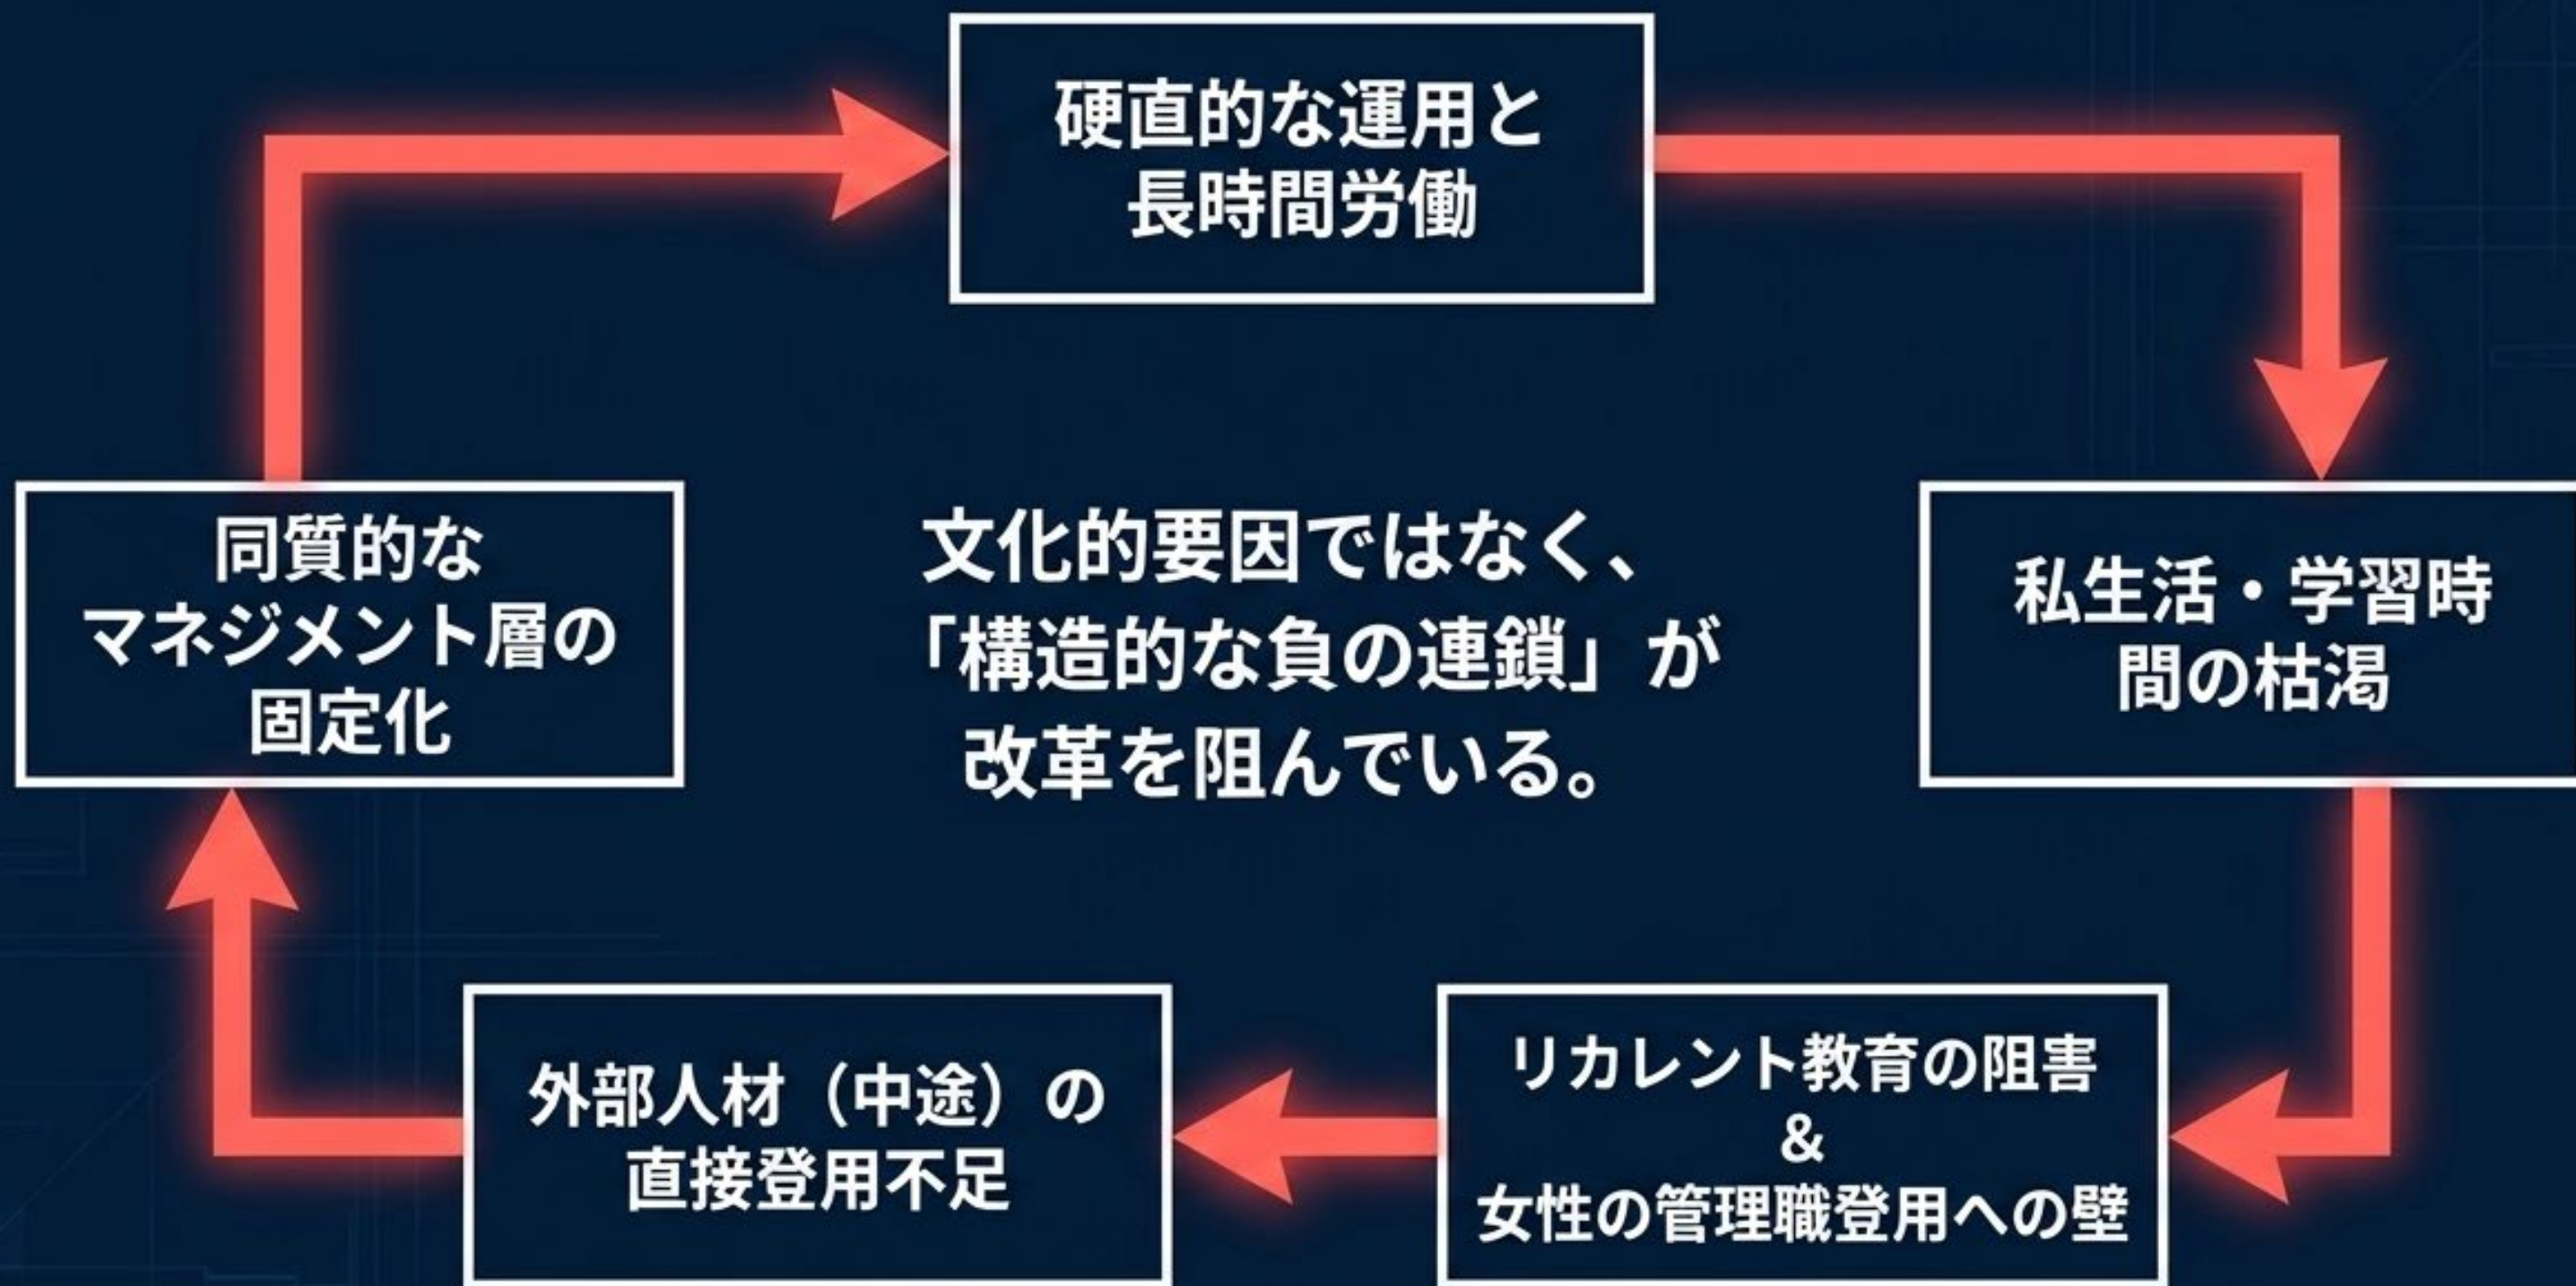 硬直的な運用と
長時間労働
同質的な
マネジメント層の
固定化
文化的要因ではなく、
「構造的な負の連鎖」が
改革を阻んでいる。
私生活・学習時
間の枯渇
外部人材（中途）の
直接登用不足
リカレント教育の阻害
&
女性の管理職登用への壁